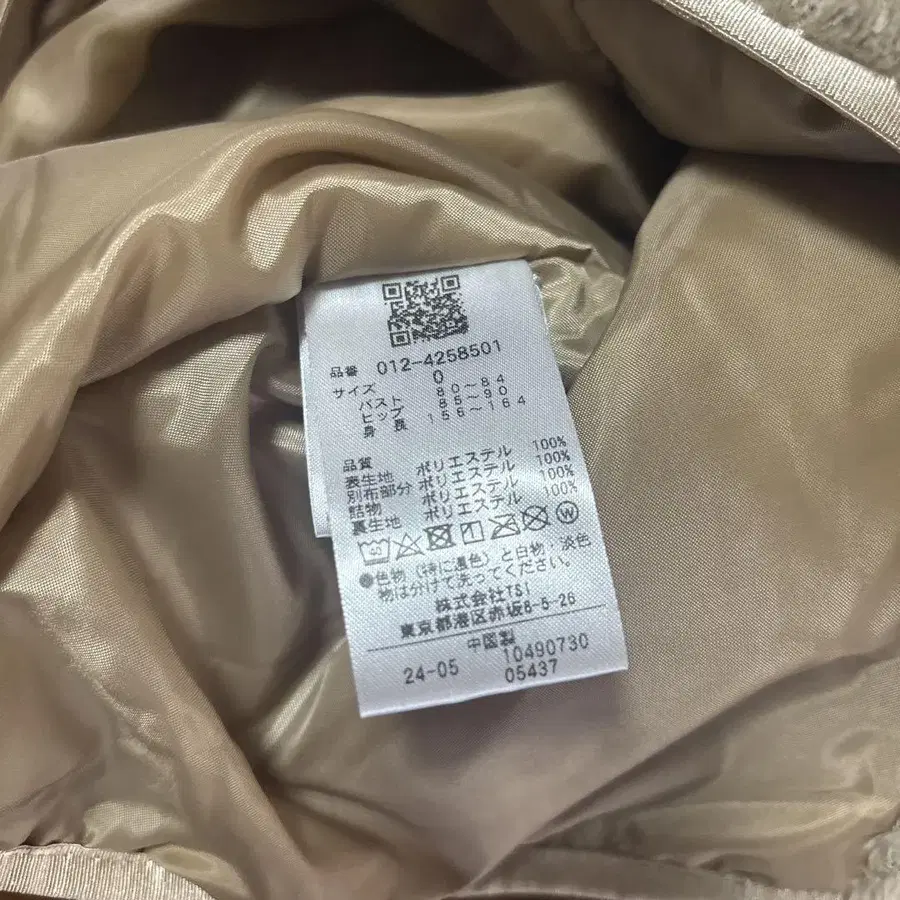 品番 012-4258501
サイズ 0
バスト 80~84
ヒップ 85~90
身長 156~164
品質
表生地 ポリエステル 100%
別布部分 ポリエステル 100%
詰物 ポリエステル 100%
裏生地 ポリエステル 100%
●色物(特に濃色)と白物、淡色
物は分けて洗ってください。
株式会社TSI
東京都港区赤坂8-5-26
中国製
24-05 10490730
05437